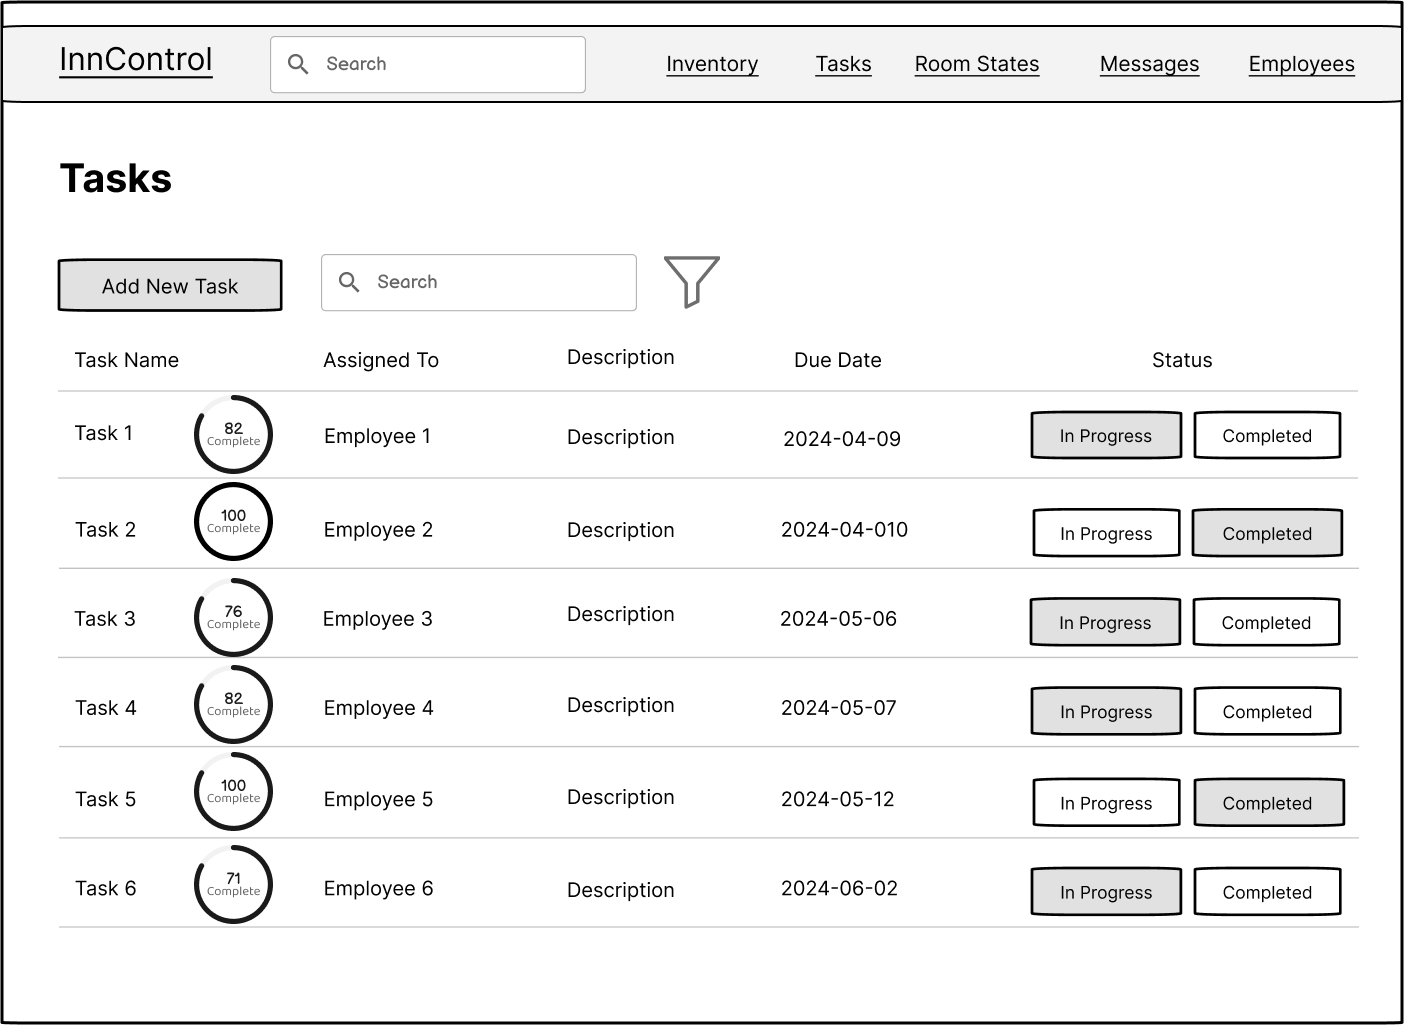 InnControl Search Inventory Tasks Room States Messages Employees
Tasks
Add New Task Search
Task Name Assigned To Description Due Date Status
Task 1 82 Complete Employee 1 Description 2024-04-09 In Progress Completed
Task 2 100 Complete Employee 2 Description 2024-04-010 In Progress Completed
Task 3 76 Complete Employee 3 Description 2024-05-06 In Progress Completed
Task 4 82 Complete Employee 4 Description 2024-05-07 In Progress Completed
Task 5 100 Complete Employee 5 Description 2024-05-12 In Progress Completed
Task 6 71 Complete Employee 6 Description 2024-06-02 In Progress Completed